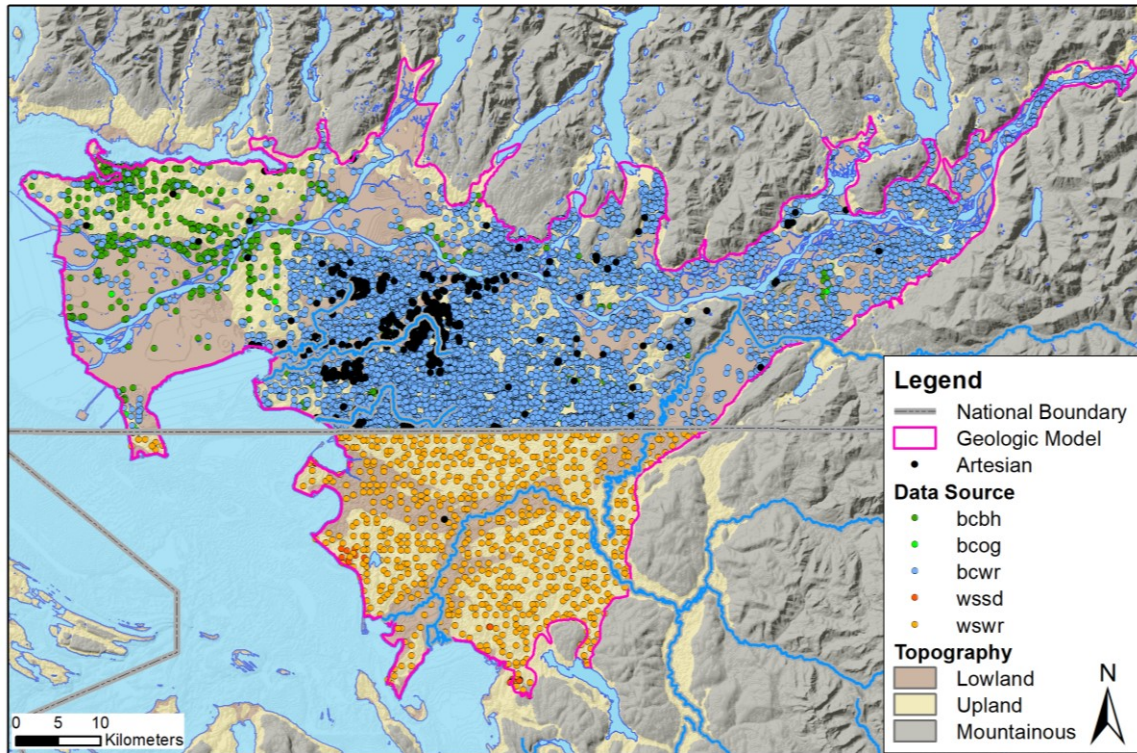 Legend
National Boundary
Geologic Model
Artesian
Data Source
bcbh
bcog
bcwr
wssd
wswr
Topography
Lowland
Upland
Mountainous
N
0 5 10
Kilometers